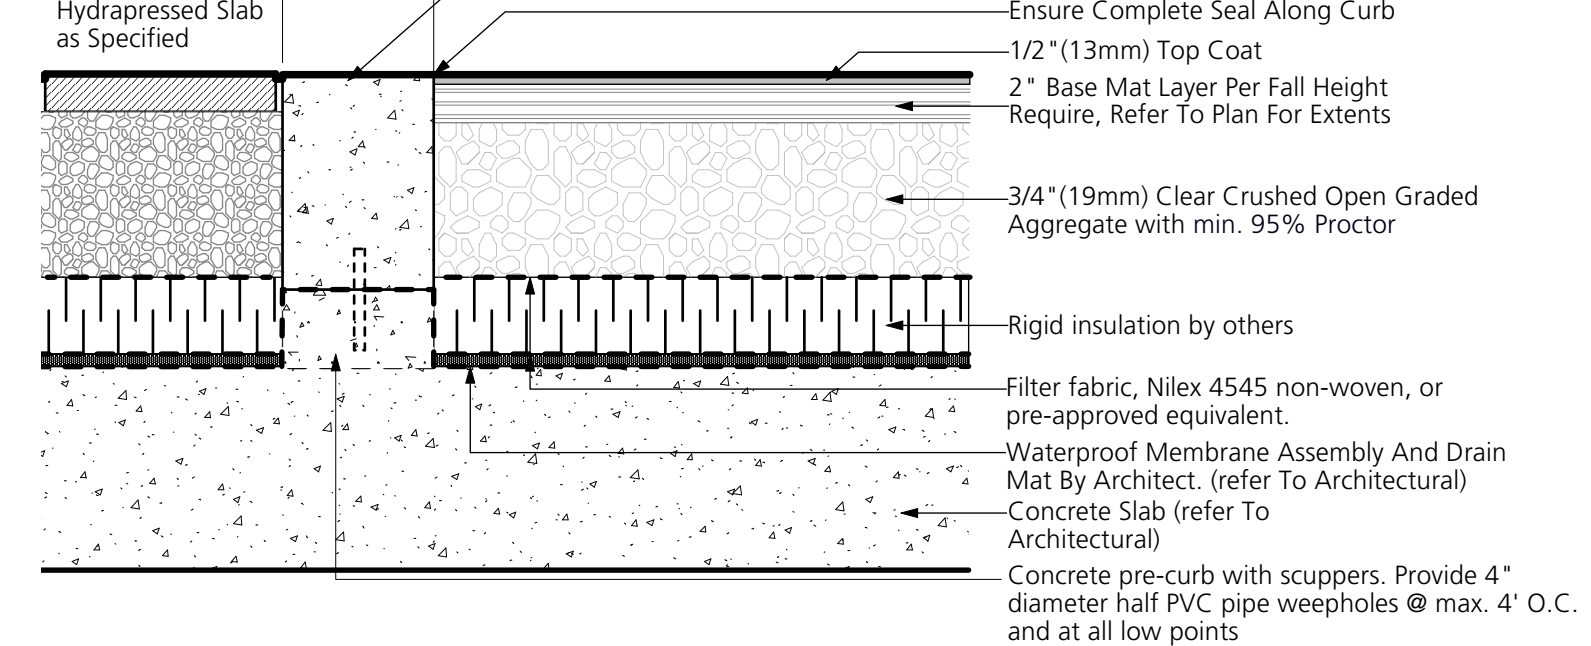 Hydrapressed Slab
as Specified
Ensure Complete Seal Along Curb
1/2"(13mm) Top Coat
2" Base Mat Layer Per Fall Height
Require, Refer To Plan For Extents
3/4"(19mm) Clear Crushed Open Graded
Aggregate with min. 95% Proctor
Rigid insulation by others
Filter fabric, Nilex 4545 non-woven, or
pre-approved equivalent.
Waterproof Membrane Assembly And Drain
Mat By Architect. (refer To Architectural)
Concrete Slab (refer To
Architectural)
Concrete pre-curb with scuppers. Provide 4"
diameter half PVC pipe weepholes @ max. 4' O.C.
and at all low points